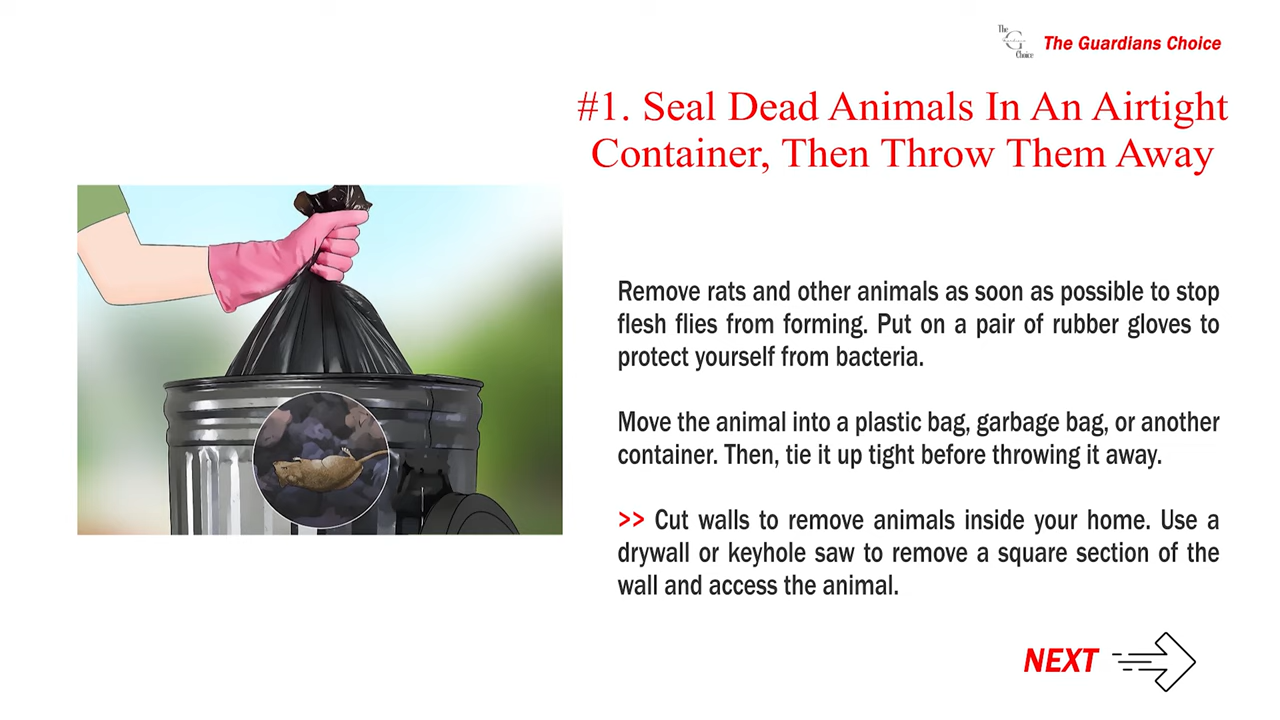 The
G
Choice
The Guardians Choice
#1. Seal Dead Animals In An Airtight
Container, Then Throw Them Away
Remove rats and other animals as soon as possible to stop
flesh flies from forming. Put on a pair of rubber gloves to
protect yourself from bacteria.
Move the animal into a plastic bag, garbage bag, or another
container. Then, tie it up tight before throwing it away.
>> Cut walls to remove animals inside your home. Use a
drywall or keyhole saw to remove a square section of the
wall and access the animal.
NEXT